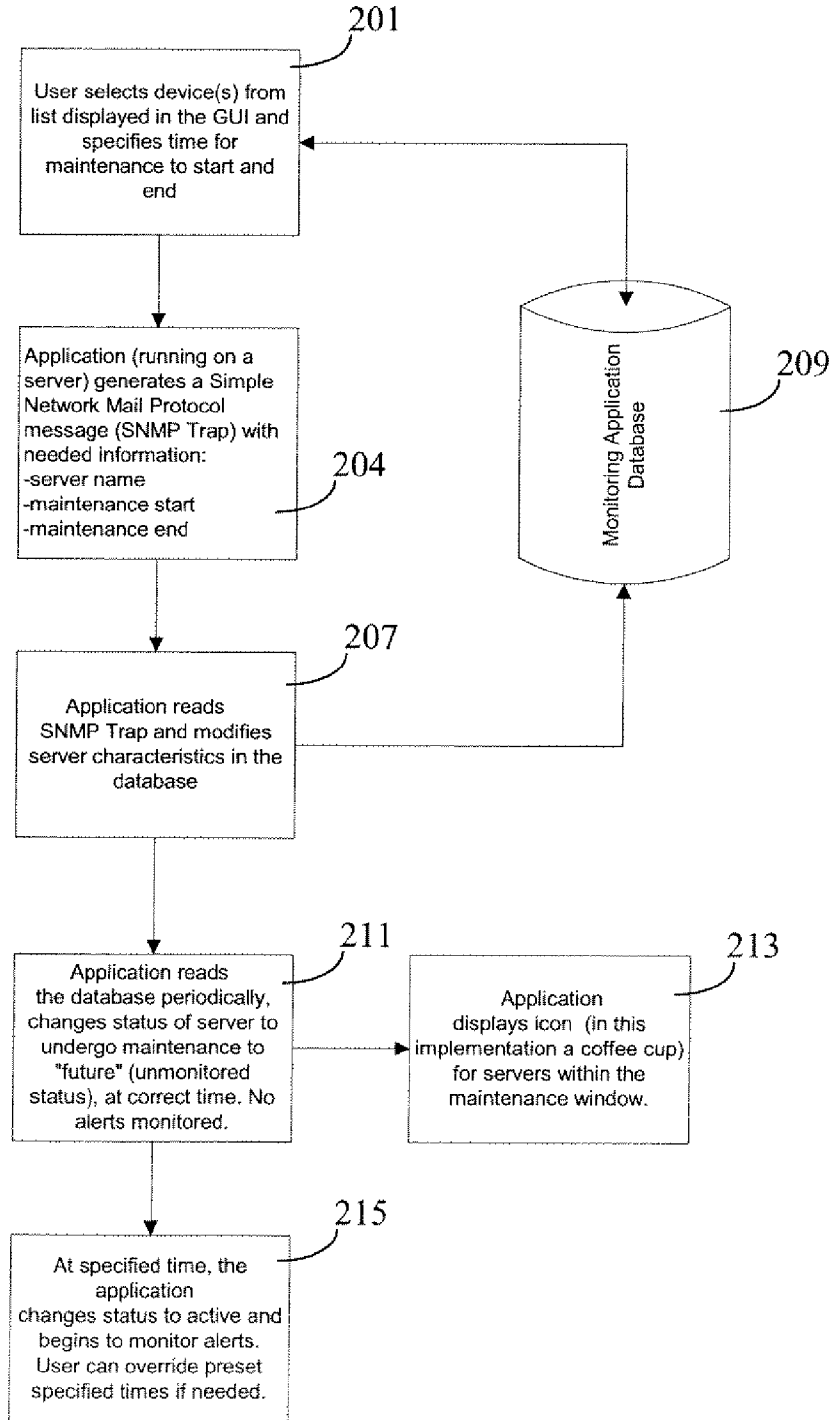 201
User selects device(s) from
list displayed in the GUI and
specifies time for
maintenance to start and
end
Application (running on a
server) generates a Simple
Network Mail Protocol
message (SNMP Trap) with
needed information:
-server name
-maintenance start
-maintenance end
204
Monitoring Application
Database
209
207
Application reads
SNMP Trap and modifies
server characteristics in the
database
211
Application reads
the database periodically,
changes status of server to
undergo maintenance to
"future" (unmonitored
status), at correct time. No
alerts monitored.
213
Application
displays icon (in this
implementation a coffee cup)
for servers within the
maintenance window.
215
At specified time, the
application
changes status to active and
begins to monitor alerts.
User can override preset
specified times if needed.